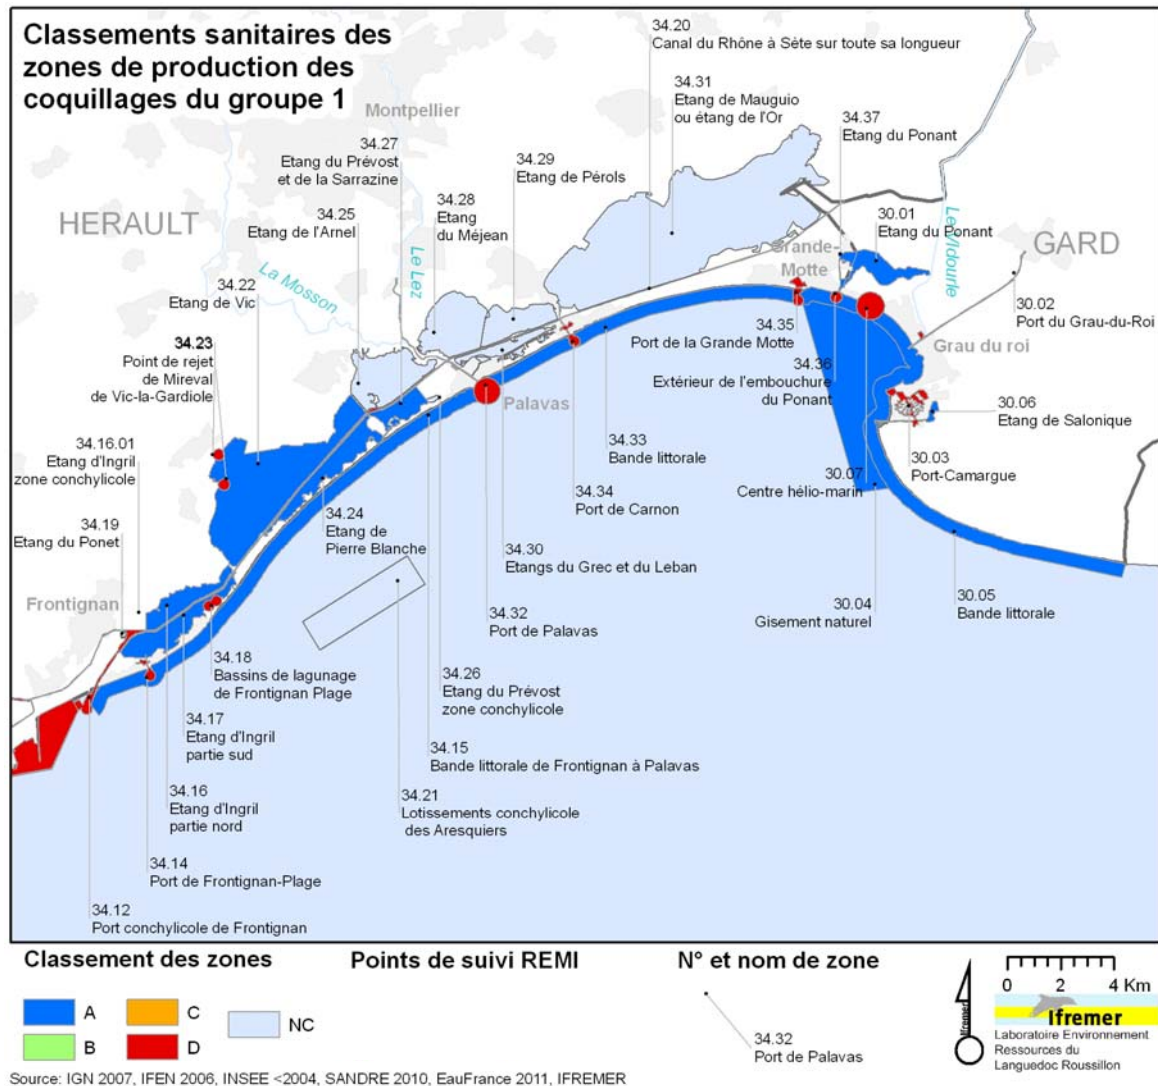 Classements sanitaires des
zones de production des
coquillages du groupe 1
34.20
Canal du Rhône à Sète sur toute sa longueur
34.31
Etang de Mauguio
ou étang de l'Or
34.37
Etang du Ponant
Montpellier
34.27
Etang du Prévost
et de la Sarrazine
34.29
Etang de Pérols
34.28
Etang
du Méjean
34.25
Etang de l'Arnel
30.01
Etang du Ponant
HERAULT
GARD
Le Vidourle
Le Lez
La Mosson
Grande-
Motte
34.22
Etang de Vic
30.02
Port du Grau-du-Roi
34.23
Point de rejet
de Mireval
de Vic-la-Gardiole
34.35
Port de la Grande Motte
Grau du roi
34.36
Extérieur de l'embouchure
du Ponant
Palavas
30.06
Etang de Salonique
34.16.01
Etang d'Ingril
zone conchylicole
34.33
Bande littorale
30.03
Port-Camargue
30.07
Centre hélio-marin
34.34
Port de Carnon
34.24
Etang de
Pierre Blanche
34.19
Etang du Ponet
34.30
Etangs du Grec et du Leban
Frontignan
34.32
Port de Palavas
30.04
Gisement naturel
30.05
Bande littorale
34.18
Bassins de lagunage
de Frontignan Plage
34.26
Etang du Prévost
zone conchylicole
34.17
Etang d'Ingril
partie sud
34.15
Bande littorale de Frontignan à Palavas
34.16
Etang d'Ingril
partie nord
34.21
Lotissements conchylicole
des Aresquiers
34.14
Port de Frontignan-Plage
34.12
Port conchylicole de Frontignan
Classement des zones
Points de suivi REMI
N° et nom de zone
A
C
NC
B
D
34.32
Port de Palavas
0 2 4 Km
Ifremer
Ifremer
Laboratoire Environnement
Ressources du
Languedoc Roussillon
Source: IGN 2007, IFEN 2006, INSEE <2004, SANDRE 2010, EauFrance 2011, IFREMER